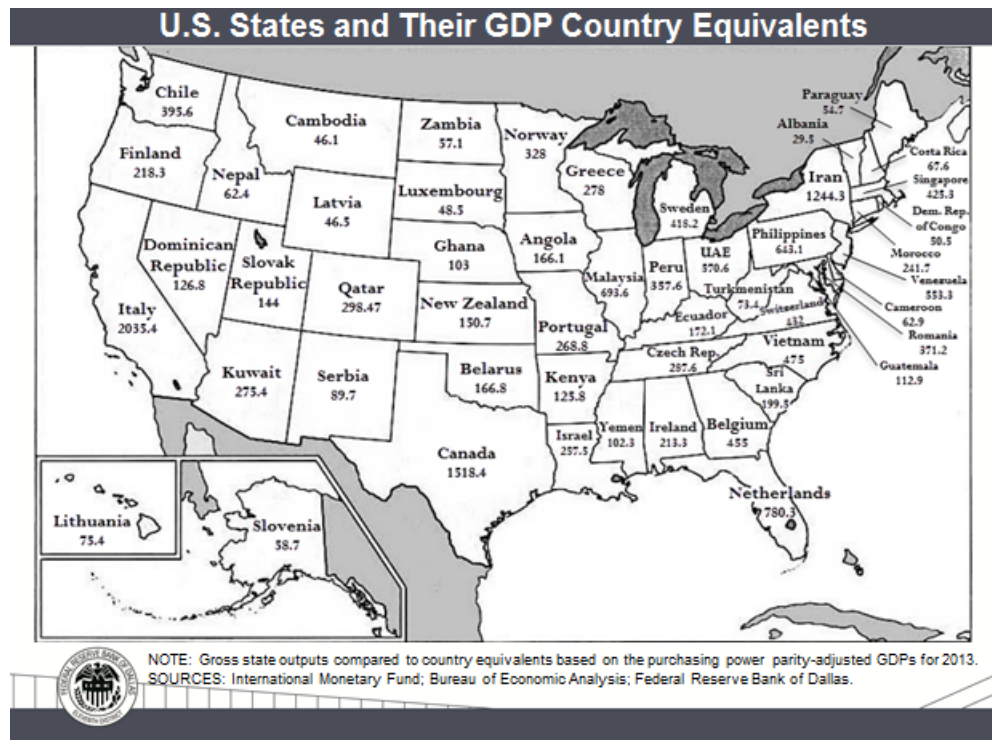 U.S. States and Their GDP Country Equivalents
Chile
395.6
Finland
218.3
Nepal
62.4
Cambodia
46.1
Zambia
57.1
Norway
328
Greece
278
Sweden
418.2
Paraguay
54.7
Albania
29.5
Iran
1244.3
Costa Rica
67.6
Singapore
425.3
Dem. Rep.
of Congo
50.5
Morocco
241.7
Venezuela
553.3
Cameroon
62.9
Romania
371.2
Guatemala
112.9
Latvia
46.5
Luxembourg
48.5
Ghana
103
Angola
166.1
Malaysia
693.6
Peru
357.6
UAE
570.6
Philippines
643.1
Turkmenistan
73.4
Switzerland
432
Ecuador
172.1
Dominican
Republic
126.8
Slovak
Republic
144
Qatar
298.47
New Zealand
150.7
Portugal
268.8
Czech Rep.
287.6
Vietnam
475
Italy
2035.4
Kuwait
275.4
Serbia
89.7
Belarus
166.8
Kenya
125.8
Sri
Lanka
199.5
Canada
1518.4
Israel
257.5
Yemen
102.3
Ireland
213.3
Belgium
455
Netherlands
780.3
Lithuania
75.4
Slovenia
58.7
NOTE: Gross state outputs compared to country equivalents based on the purchasing power parity-adjusted GDPs for 2013.
SOURCES: International Monetary Fund; Bureau of Economic Analysis; Federal Reserve Bank of Dallas.
FEDERAL RESERVE BANK OF DALLAS
ELEVENTH DISTRICT